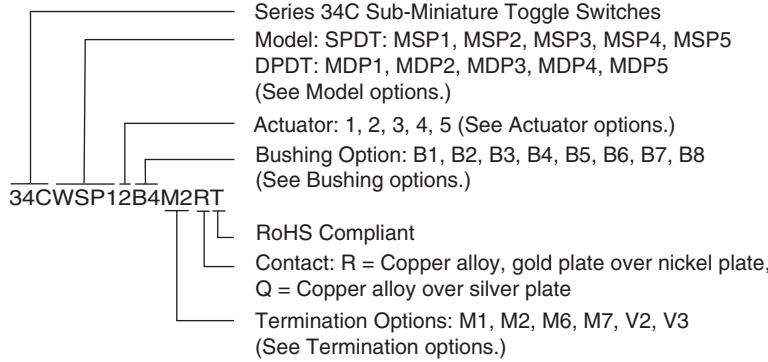 Series 34C Sub-Miniature Toggle Switches
Model: SPDT: MSP1, MSP2, MSP3, MSP4, MSP5
DPDT: MDP1, MDP2, MDP3, MDP4, MDP5
(See Model options.)
Actuator: 1, 2, 3, 4, 5 (See Actuator options.)
Bushing Option: B1, B2, B3, B4, B5, B6, B7, B8
(See Bushing options.)
34CWSP12B4M2RT
RoHS Compliant
Contact: R = Copper alloy, gold plate over nickel plate,
Q = Copper alloy over silver plate
Termination Options: M1, M2, M6, M7, V2, V3
(See Termination options.)